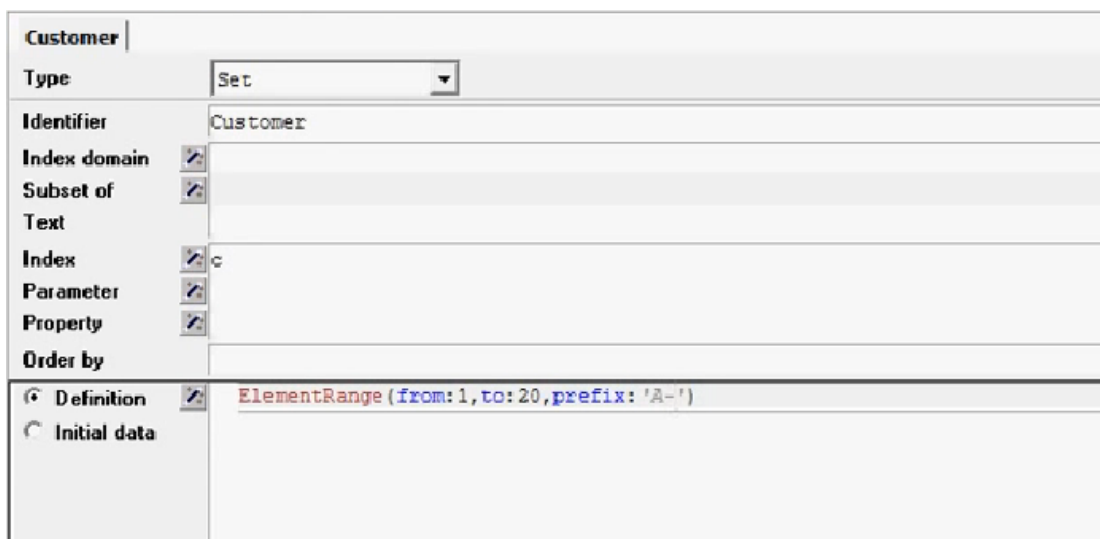 Customer
Type Set
Identifier Customer
Index domain
Subset of
Text
Index c
Parameter
Property
Order by
Definition ElementRange(from:1,to:20,prefix:'A-')
Initial data